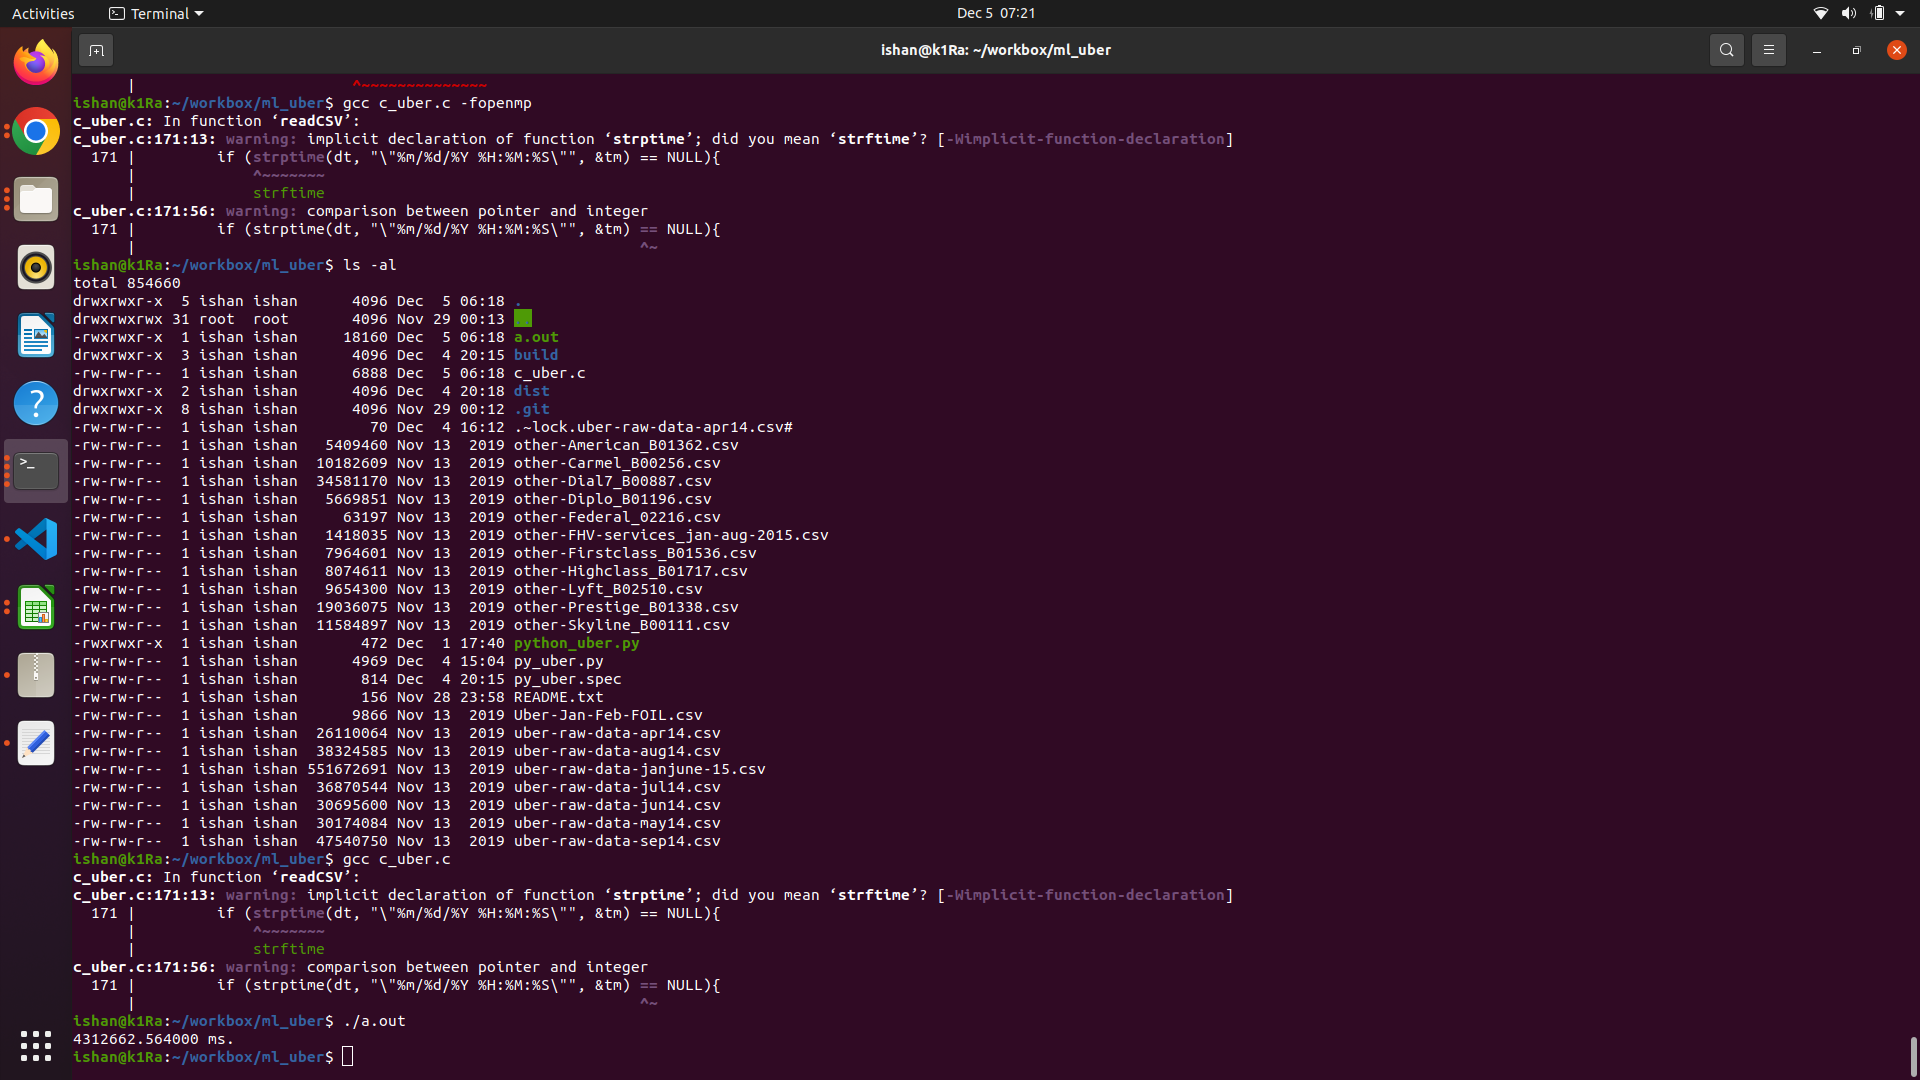 Activities
Terminal
Dec 5 07:21
ishan@k1Ra: ~/workbox/ml_uber
| ^~~~~~~~~~~~~~~
ishan@k1Ra:~/workbox/ml_uber$ gcc c_uber.c -fopenmp
c_uber.c: In function ‘readCSV’:
c_uber.c:171:13: warning: implicit declaration of function ‘strptime’; did you mean ‘strftime’? [-Wimplicit-function-declaration]
171 | if (strptime(dt, "\"%m/%d/%Y %H:%M:%S\"", &tm) == NULL){
| ^~~~~~~~
| strftime
c_uber.c:171:56: warning: comparison between pointer and integer
171 | if (strptime(dt, "\"%m/%d/%Y %H:%M:%S\"", &tm) == NULL){
| ^~
ishan@k1Ra:~/workbox/ml_uber$ ls -al
total 854660
drwxrwxr-x 5 ishan ishan 4096 Dec 5 06:18 .
drwxrwxrwx 31 root root 4096 Nov 29 00:13 ..
-rwxrwxr-x 1 ishan ishan 18160 Dec 5 06:18 a.out
drwxrwxr-x 3 ishan ishan 4096 Dec 4 20:15 build
-rw-rw-r-- 1 ishan ishan 6888 Dec 5 06:18 c_uber.c
drwxrwxr-x 2 ishan ishan 4096 Dec 4 20:18 dist
drwxrwxr-x 8 ishan ishan 4096 Nov 29 00:12 .git
-rw-rw-r-- 1 ishan ishan 70 Dec 4 16:12 .~lock.uber-raw-data-apr14.csv#
-rw-rw-r-- 1 ishan ishan 5409460 Nov 13 2019 other-American_B01362.csv
-rw-rw-r-- 1 ishan ishan 10182609 Nov 13 2019 other-Carmel_B00256.csv
-rw-rw-r-- 1 ishan ishan 34581170 Nov 13 2019 other-Dial7_B00887.csv
-rw-rw-r-- 1 ishan ishan 5669851 Nov 13 2019 other-Diplo_B01196.csv
-rw-rw-r-- 1 ishan ishan 63197 Nov 13 2019 other-Federal_02216.csv
-rw-rw-r-- 1 ishan ishan 1418035 Nov 13 2019 other-FHV-services_jan-aug-2015.csv
-rw-rw-r-- 1 ishan ishan 7964601 Nov 13 2019 other-Firstclass_B01536.csv
-rw-rw-r-- 1 ishan ishan 8074611 Nov 13 2019 other-Highclass_B01717.csv
-rw-rw-r-- 1 ishan ishan 9654300 Nov 13 2019 other-Lyft_B02510.csv
-rw-rw-r-- 1 ishan ishan 19036075 Nov 13 2019 other-Prestige_B01338.csv
-rw-rw-r-- 1 ishan ishan 11584897 Nov 13 2019 other-Skyline_B00111.csv
-rwxrwxr-x 1 ishan ishan 472 Dec 1 17:40 python_uber.py
-rw-rw-r-- 1 ishan ishan 4969 Dec 4 15:04 py_uber.py
-rw-rw-r-- 1 ishan ishan 814 Dec 4 20:15 py_uber.spec
-rw-rw-r-- 1 ishan ishan 156 Nov 28 23:58 README.txt
-rw-rw-r-- 1 ishan ishan 9866 Nov 13 2019 Uber-Jan-Feb-FOIL.csv
-rw-rw-r-- 1 ishan ishan 26110064 Nov 13 2019 uber-raw-data-apr14.csv
-rw-rw-r-- 1 ishan ishan 38324585 Nov 13 2019 uber-raw-data-aug14.csv
-rw-rw-r-- 1 ishan ishan 551672691 Nov 13 2019 uber-raw-data-janjune-15.csv
-rw-rw-r-- 1 ishan ishan 36870544 Nov 13 2019 uber-raw-data-jul14.csv
-rw-rw-r-- 1 ishan ishan 30695600 Nov 13 2019 uber-raw-data-jun14.csv
-rw-rw-r-- 1 ishan ishan 30174084 Nov 13 2019 uber-raw-data-may14.csv
-rw-rw-r-- 1 ishan ishan 47540750 Nov 13 2019 uber-raw-data-sep14.csv
ishan@k1Ra:~/workbox/ml_uber$ gcc c_uber.c
c_uber.c: In function ‘readCSV’:
c_uber.c:171:13: warning: implicit declaration of function ‘strptime’; did you mean ‘strftime’? [-Wimplicit-function-declaration]
171 | if (strptime(dt, "\"%m/%d/%Y %H:%M:%S\"", &tm) == NULL){
| ^~~~~~~~
| strftime
c_uber.c:171:56: warning: comparison between pointer and integer
171 | if (strptime(dt, "\"%m/%d/%Y %H:%M:%S\"", &tm) == NULL){
| ^~
ishan@k1Ra:~/workbox/ml_uber$ ./a.out
4312662.564000 ms.
ishan@k1Ra:~/workbox/ml_uber$